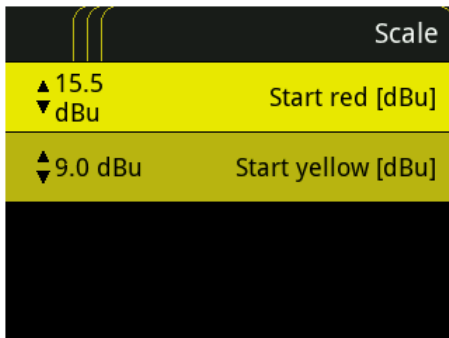 Scale
15.5
dBu
Start red [dBu]
9.0 dBu
Start yellow [dBu]